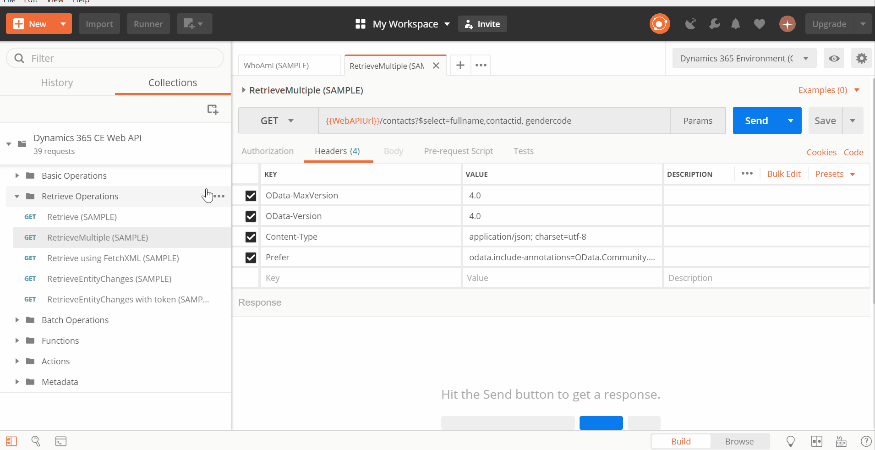 File Edit View Help
New Import Runner My Workspace Invite Upgrade
Filter
History Collections
Dynamics 365 CE Web API
39 requests
Basic Operations
Retrieve Operations
GET Retrieve (SAMPLE)
GET RetrieveMultiple (SAMPLE)
GET Retrieve using FetchXML (SAMPLE)
GET RetrieveEntityChanges (SAMPLE)
GET RetrieveEntityChanges with token (SAMP...
Batch Operations
Functions
Actions
Metadata
WhoAmI (SAMPLE) RetrieveMultiple (SAM Dynamics 365 Environment (C
RetrieveMultiple (SAMPLE) Examples (0)
GET {{WebAPIUrl}}/contacts?$select=fullname,contactid, gendercode Params Send Save
Authorization Headers (4) Body Pre-request Script Tests Cookies Code
KEY VALUE DESCRIPTION Bulk Edit Presets
OData-MaxVersion 4.0
OData-Version 4.0
Content-Type application/json; charset=utf-8
Prefer odata.include-annotations=OData.Community....
Key Value Description
Response
Hit the Send button to get a response.
Build Browse